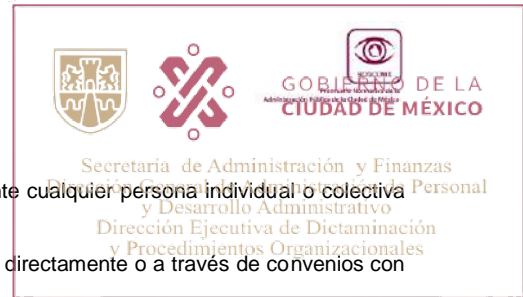 GOBIERNO DE LA
CIUDAD DE MÉXICO
Secretaría de Administración y Finanzas
Dirección General de Administración de Personal
nte cualquier persona individual o colectiva
y Desarrollo Administrativo
Dirección Ejecutiva de Dictaminación
y Procedimientos Organizacionales
directamente o a través de convenios con